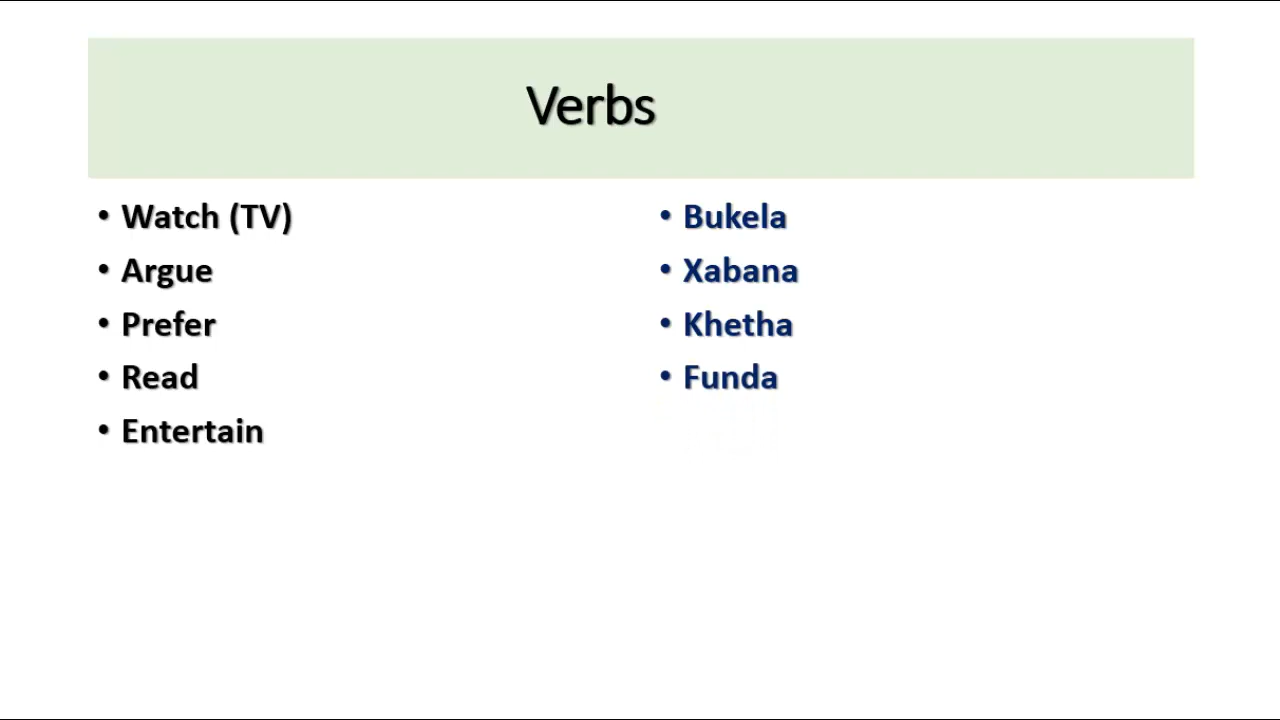 Verbs
• Watch (TV)
• Argue
• Prefer
• Read
• Entertain
• Bukela
• Xabana
• Khetha
• Funda